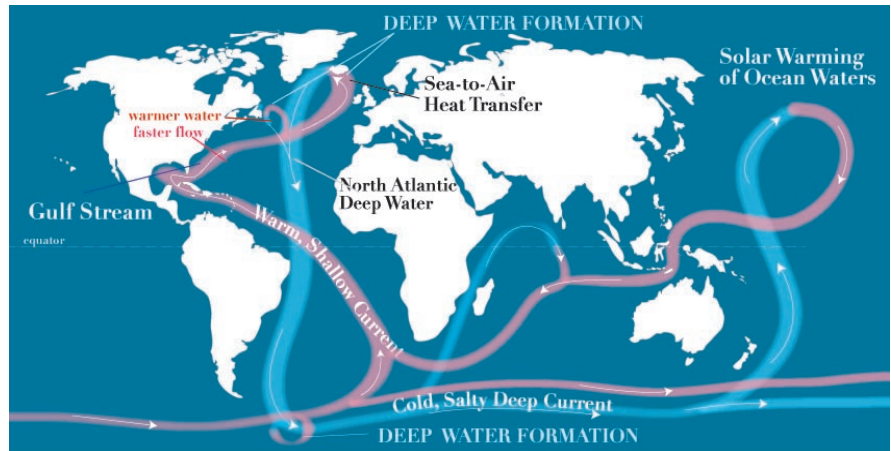 DEEP WATER FORMATION
Solar Warming
of Ocean Waters
Sea-to-Air
Heat Transfer
warmer water
faster flow
North Atlantic
Deep Water
Gulf Stream
Warm, Shallow Current
equator
Cold, Salty Deep Current
DEEP WATER FORMATION